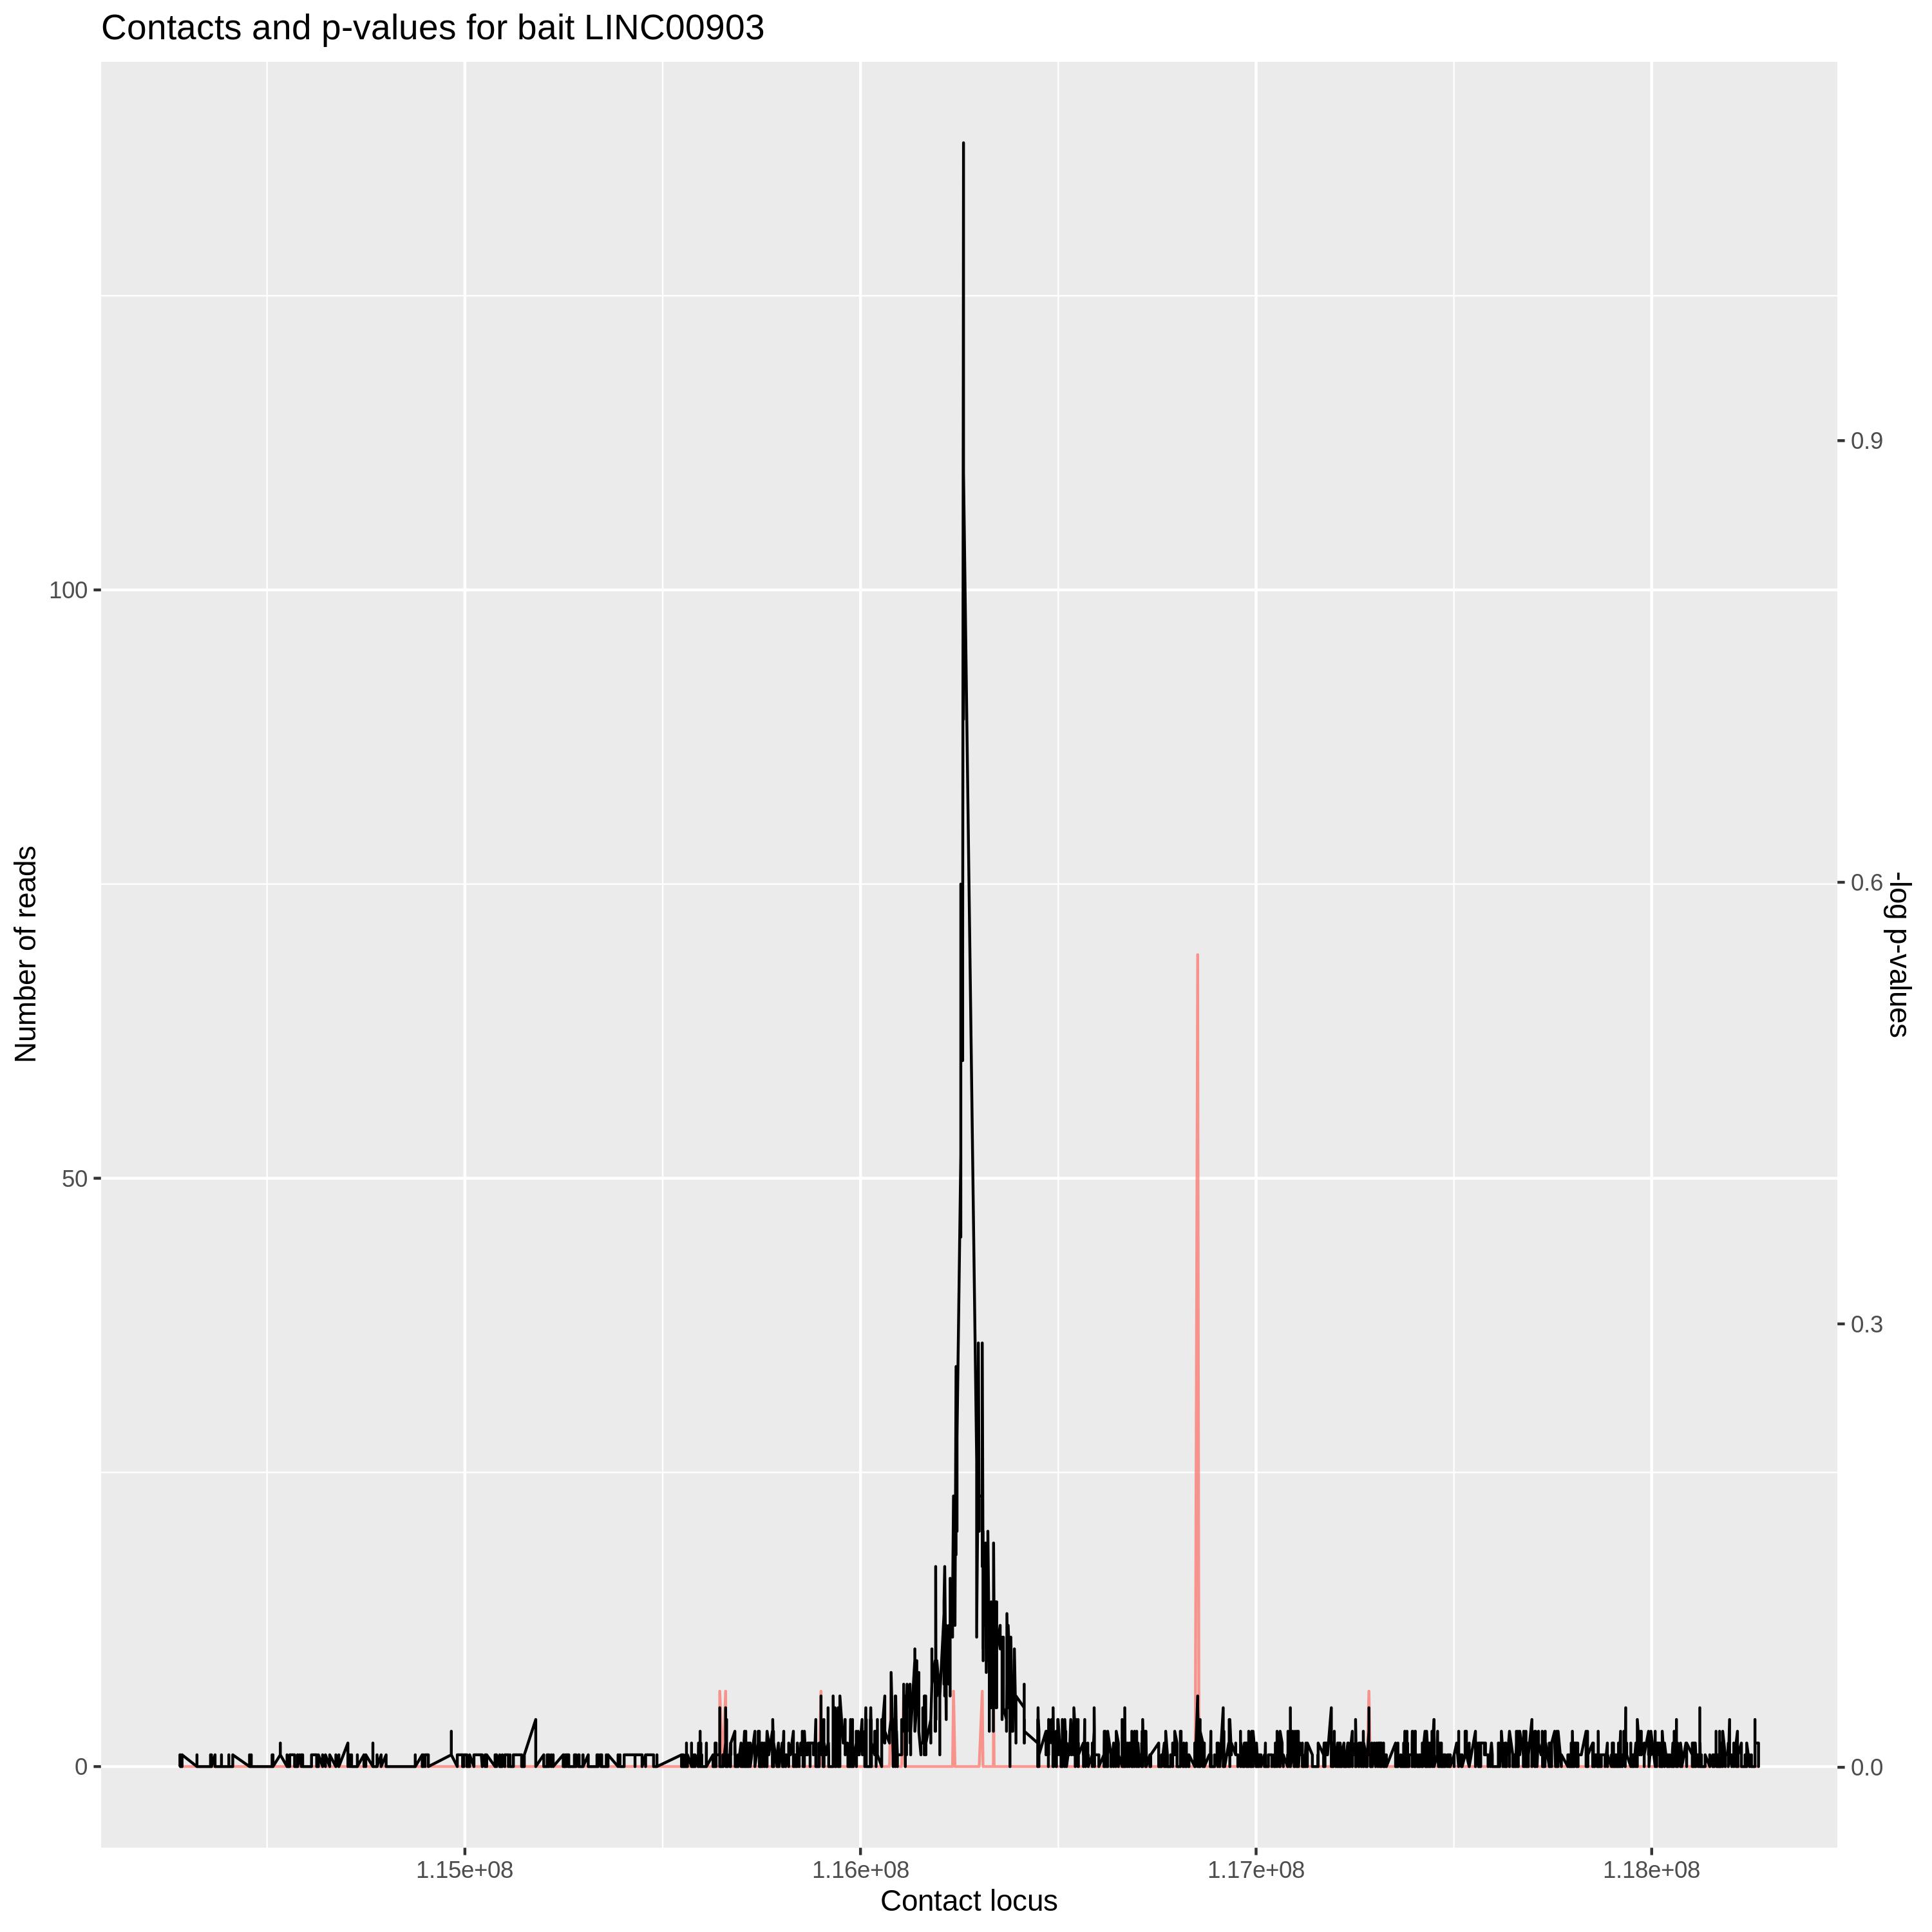 Contacts and p-values for bait LINC00903
Number of reads
100
50
0
0.9
0.6
0.3
0.0
-log p-values
1.15e+08
1.16e+08
1.17e+08
1.18e+08
Contact locus